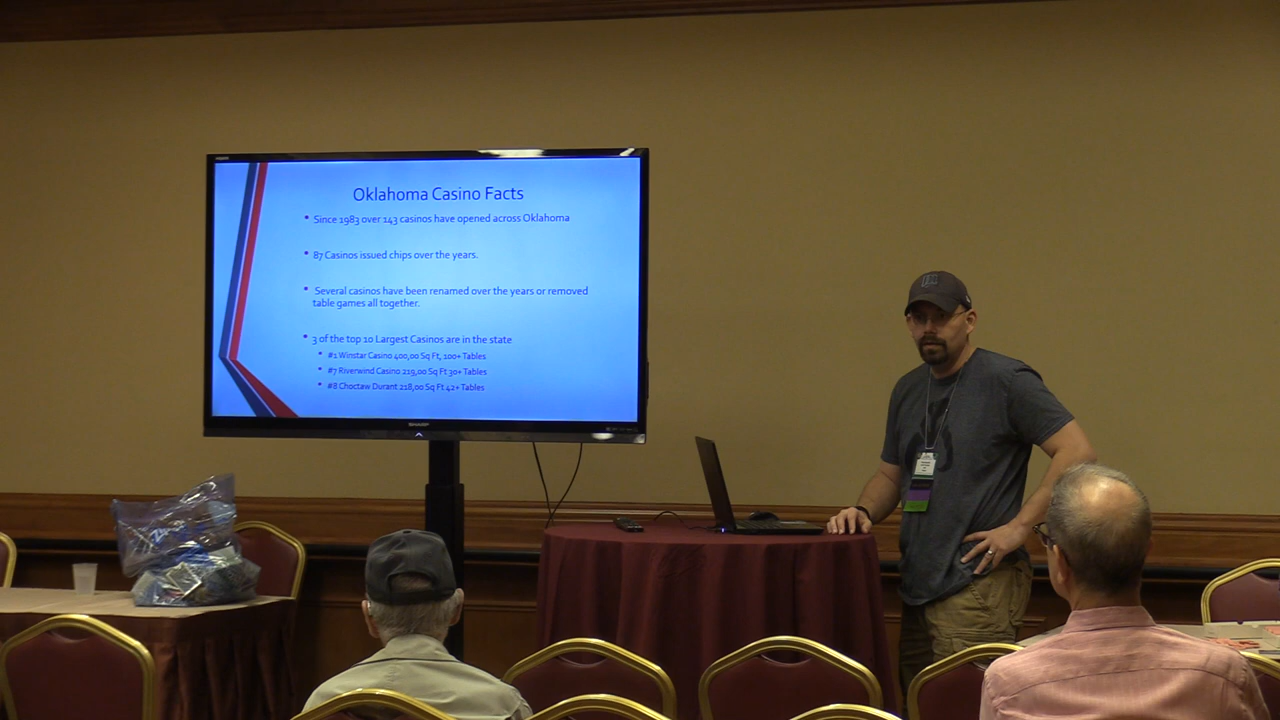 Oklahoma Casino Facts
• Since 1983 over 143 casinos have opened across Oklahoma
• 87 Casinos issued chips over the years.
• Several casinos have been renamed over the years or removed
table games all together.
• 3 of the top 10 Largest Casinos are in the state
• #1 Winstar Casino 400,00 Sq Ft, 100+ Tables
• #7 Riverwind Casino 219,00 Sq Ft 30+ Tables
• #8 Choctaw Durant 218,00 Sq Ft 42+ Tables
SHARP